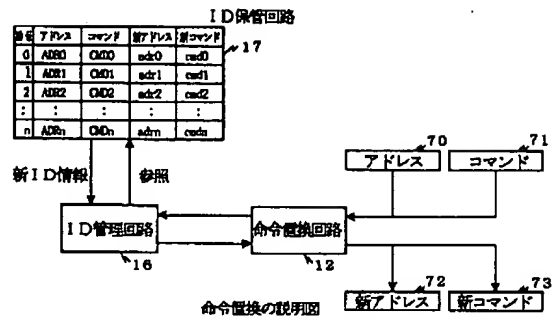 ID保管回路
番号 アドレス コマンド 新アドレス 新コマンド
17
0 ADR0 CMD0 adr0 cmd0
1 ADR1 CMD1 adr1 cmd1
2 ADR2 CMD2 adr2 cmd2
: : : : :
n ADRn CMDn adrn cmdn
新ID情報 参照
70 71
アドレス コマンド
ID管理回路 命令置換回路
16 12
72 73
新アドレス 新コマンド
命令置換の説明図